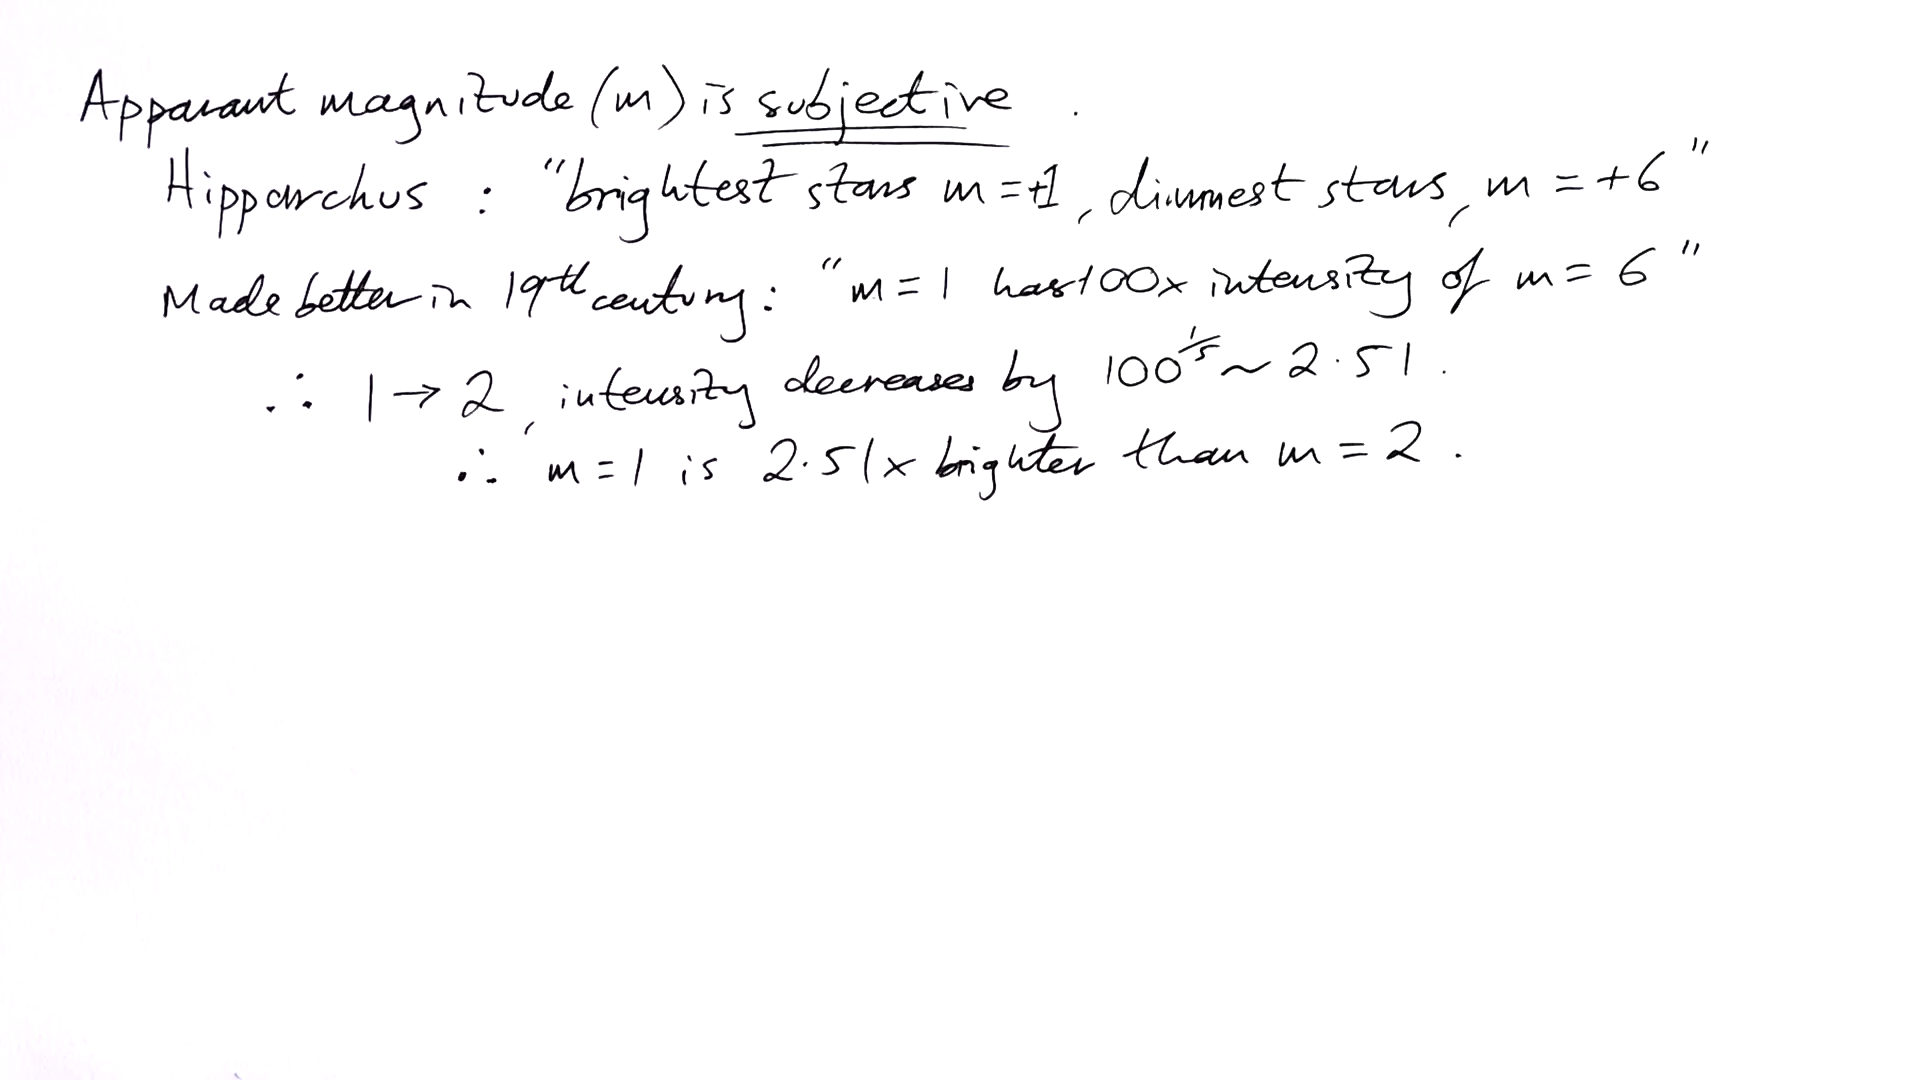 Apparant magnitude (m) is subjective.
Hipparchus : "brightest stars m = +1, dimmest stars, m = +6"
Made better in 19th century: "m = 1 has 100x intensity of m = 6"
∴ 1 → 2, intensity decreases by 100^1/5 ~ 2.51.
∴ m = 1 is 2.51x brighter than m = 2.